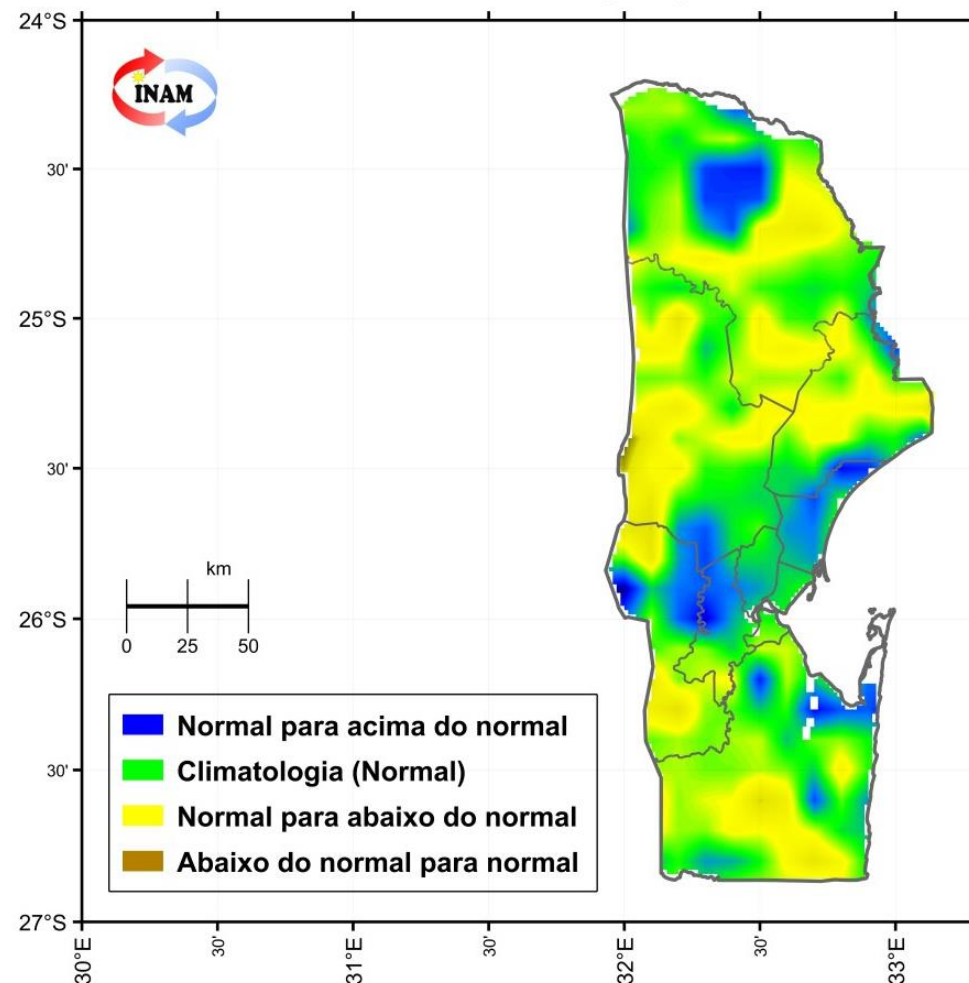 24°S
INAM
30'
25°S
30'
km
0 25 50
26°S
Normal para acima do normal
Climatologia (Normal)
Normal para abaixo do normal
Abaixo do normal para normal
30'
27°S
30°E 30' 31°E 30' 32°E 30' 33°E